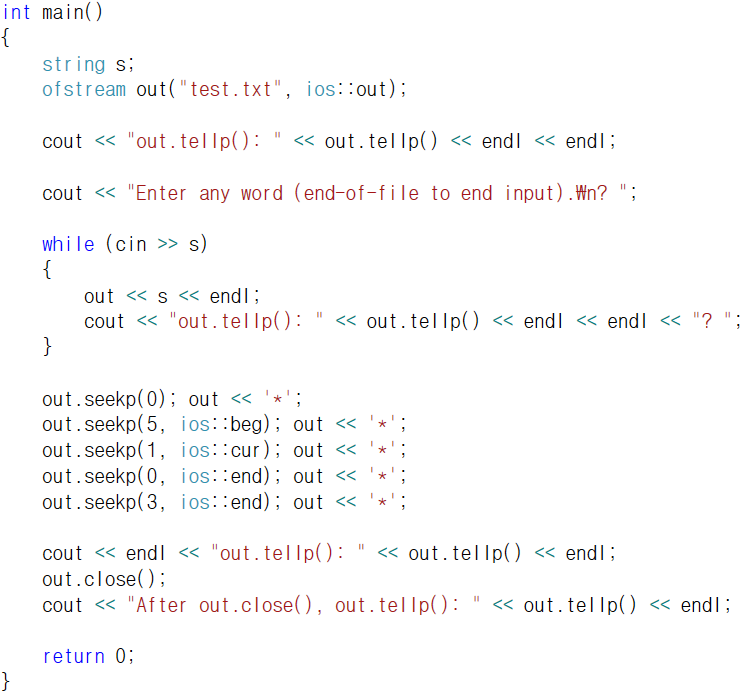 int main()
{
    string s;
    ofstream out("test.txt", ios::out);

    cout << "out.tellp(): " << out.tellp() << endl << endl;

    cout << "Enter any word (end-of-file to end input).₩n? ";

    while (cin >> s)
    {
        out << s << endl;
        cout << "out.tellp(): " << out.tellp() << endl << endl << "? ";
    }

    out.seekp(0); out << '*';
    out.seekp(5, ios::beg); out << '*';
    out.seekp(1, ios::cur); out << '*';
    out.seekp(0, ios::end); out << '*';
    out.seekp(3, ios::end); out << '*';

    cout << endl << "out.tellp(): " << out.tellp() << endl;
    out.close();
    cout << "After out.close(), out.tellp(): " << out.tellp() << endl;

    return 0;
}